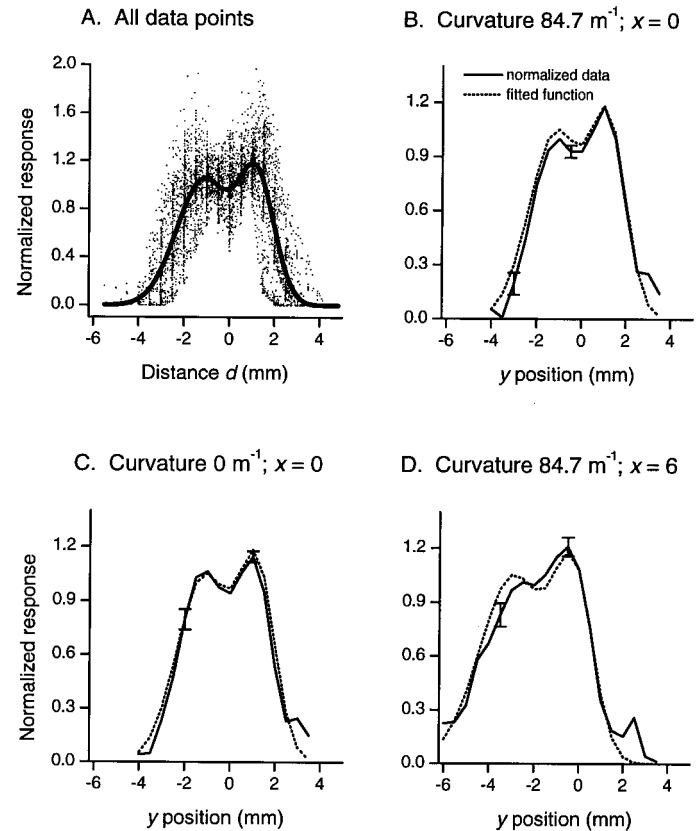 A. All data points
B. Curvature 84.7 m⁻¹; x = 0
2.0
1.6
1.2
0.8
0.4
0.0
Normalized response
-6 -4 -2 0 2 4
Distance d (mm)
normalized data
fitted function
1.2
0.9
0.6
0.3
0.0
-6 -4 -2 0 2 4
y position (mm)
C. Curvature 0 m⁻¹; x = 0
D. Curvature 84.7 m⁻¹; x = 6
1.2
0.9
0.6
0.3
0.0
Normalized response
-6 -4 -2 0 2 4
y position (mm)
1.2
0.9
0.6
0.3
0.0
-6 -4 -2 0 2 4
y position (mm)